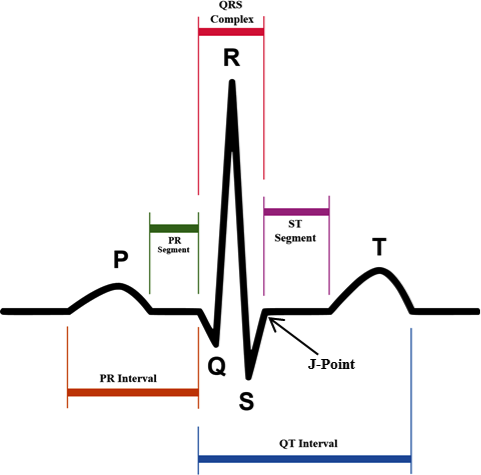 QRS
Complex
R
ST
Segment
PR
Segment
P
T
Q
J-Point
PR Interval
S
QT Interval